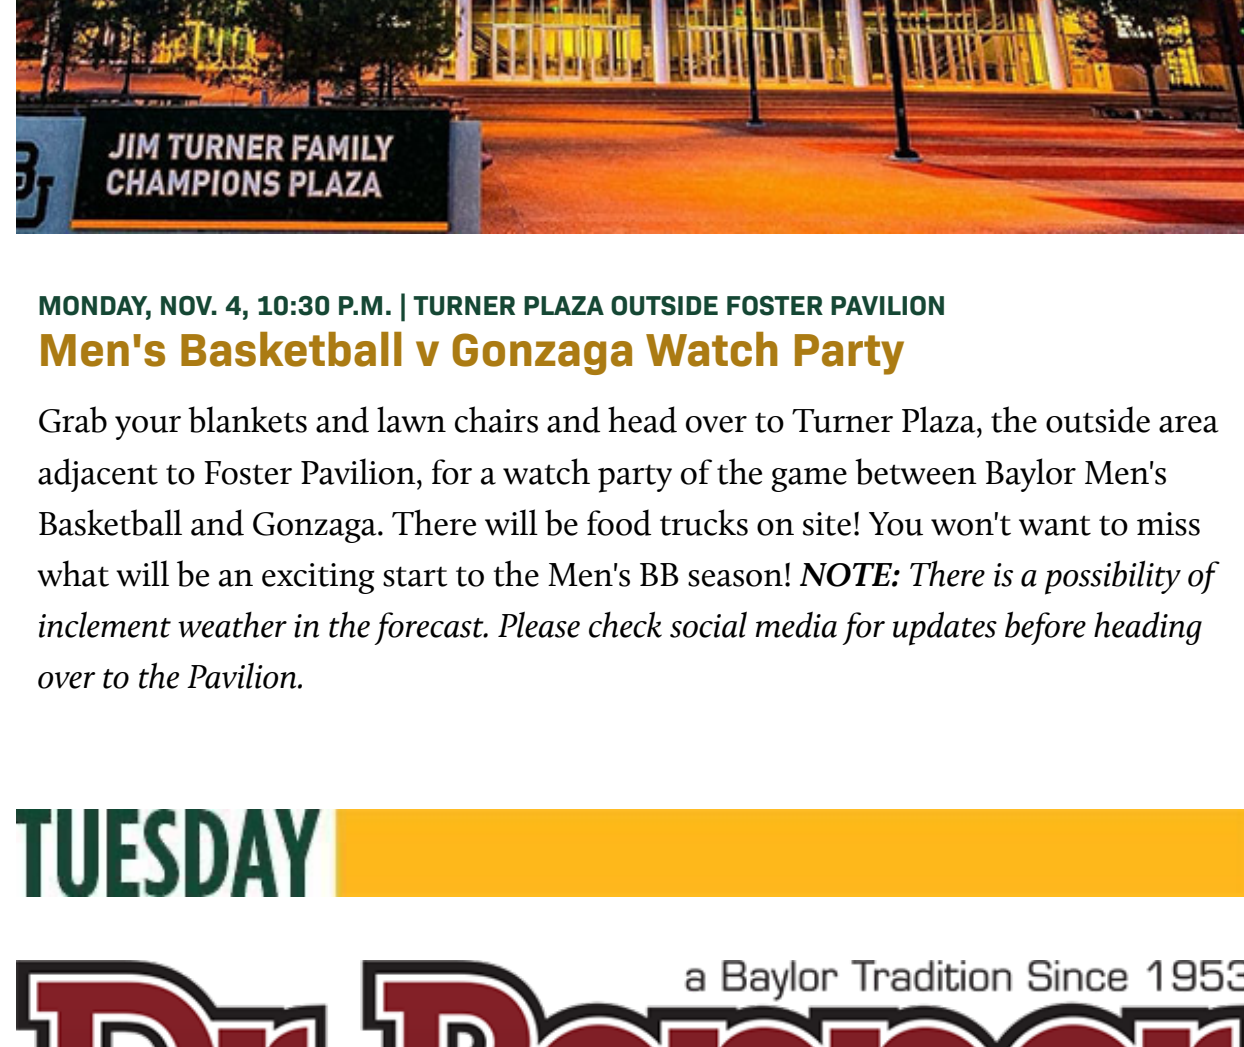 JIM TURNER FAMILY
CHAMPIONS PLAZA
MONDAY, NOV. 4, 10:30 P.M. | TURNER PLAZA OUTSIDE FOSTER PAVILION
Men's Basketball v Gonzaga Watch Party
Grab your blankets and lawn chairs and head over to Turner Plaza, the outside area
adjacent to Foster Pavilion, for a watch party of the game between Baylor Men's
Basketball and Gonzaga. There will be food trucks on site! You won't want to miss
what will be an exciting start to the Men's BB season! NOTE: There is a possibility of
inclement weather in the forecast. Please check social media for updates before heading
over to the Pavilion.
TUESDAY
a Baylor Tradition Since 1953
Dr Pepper